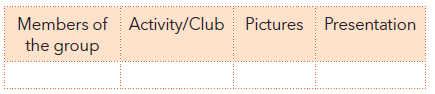 Members of the group
Activity/Club
Pictures
Presentation